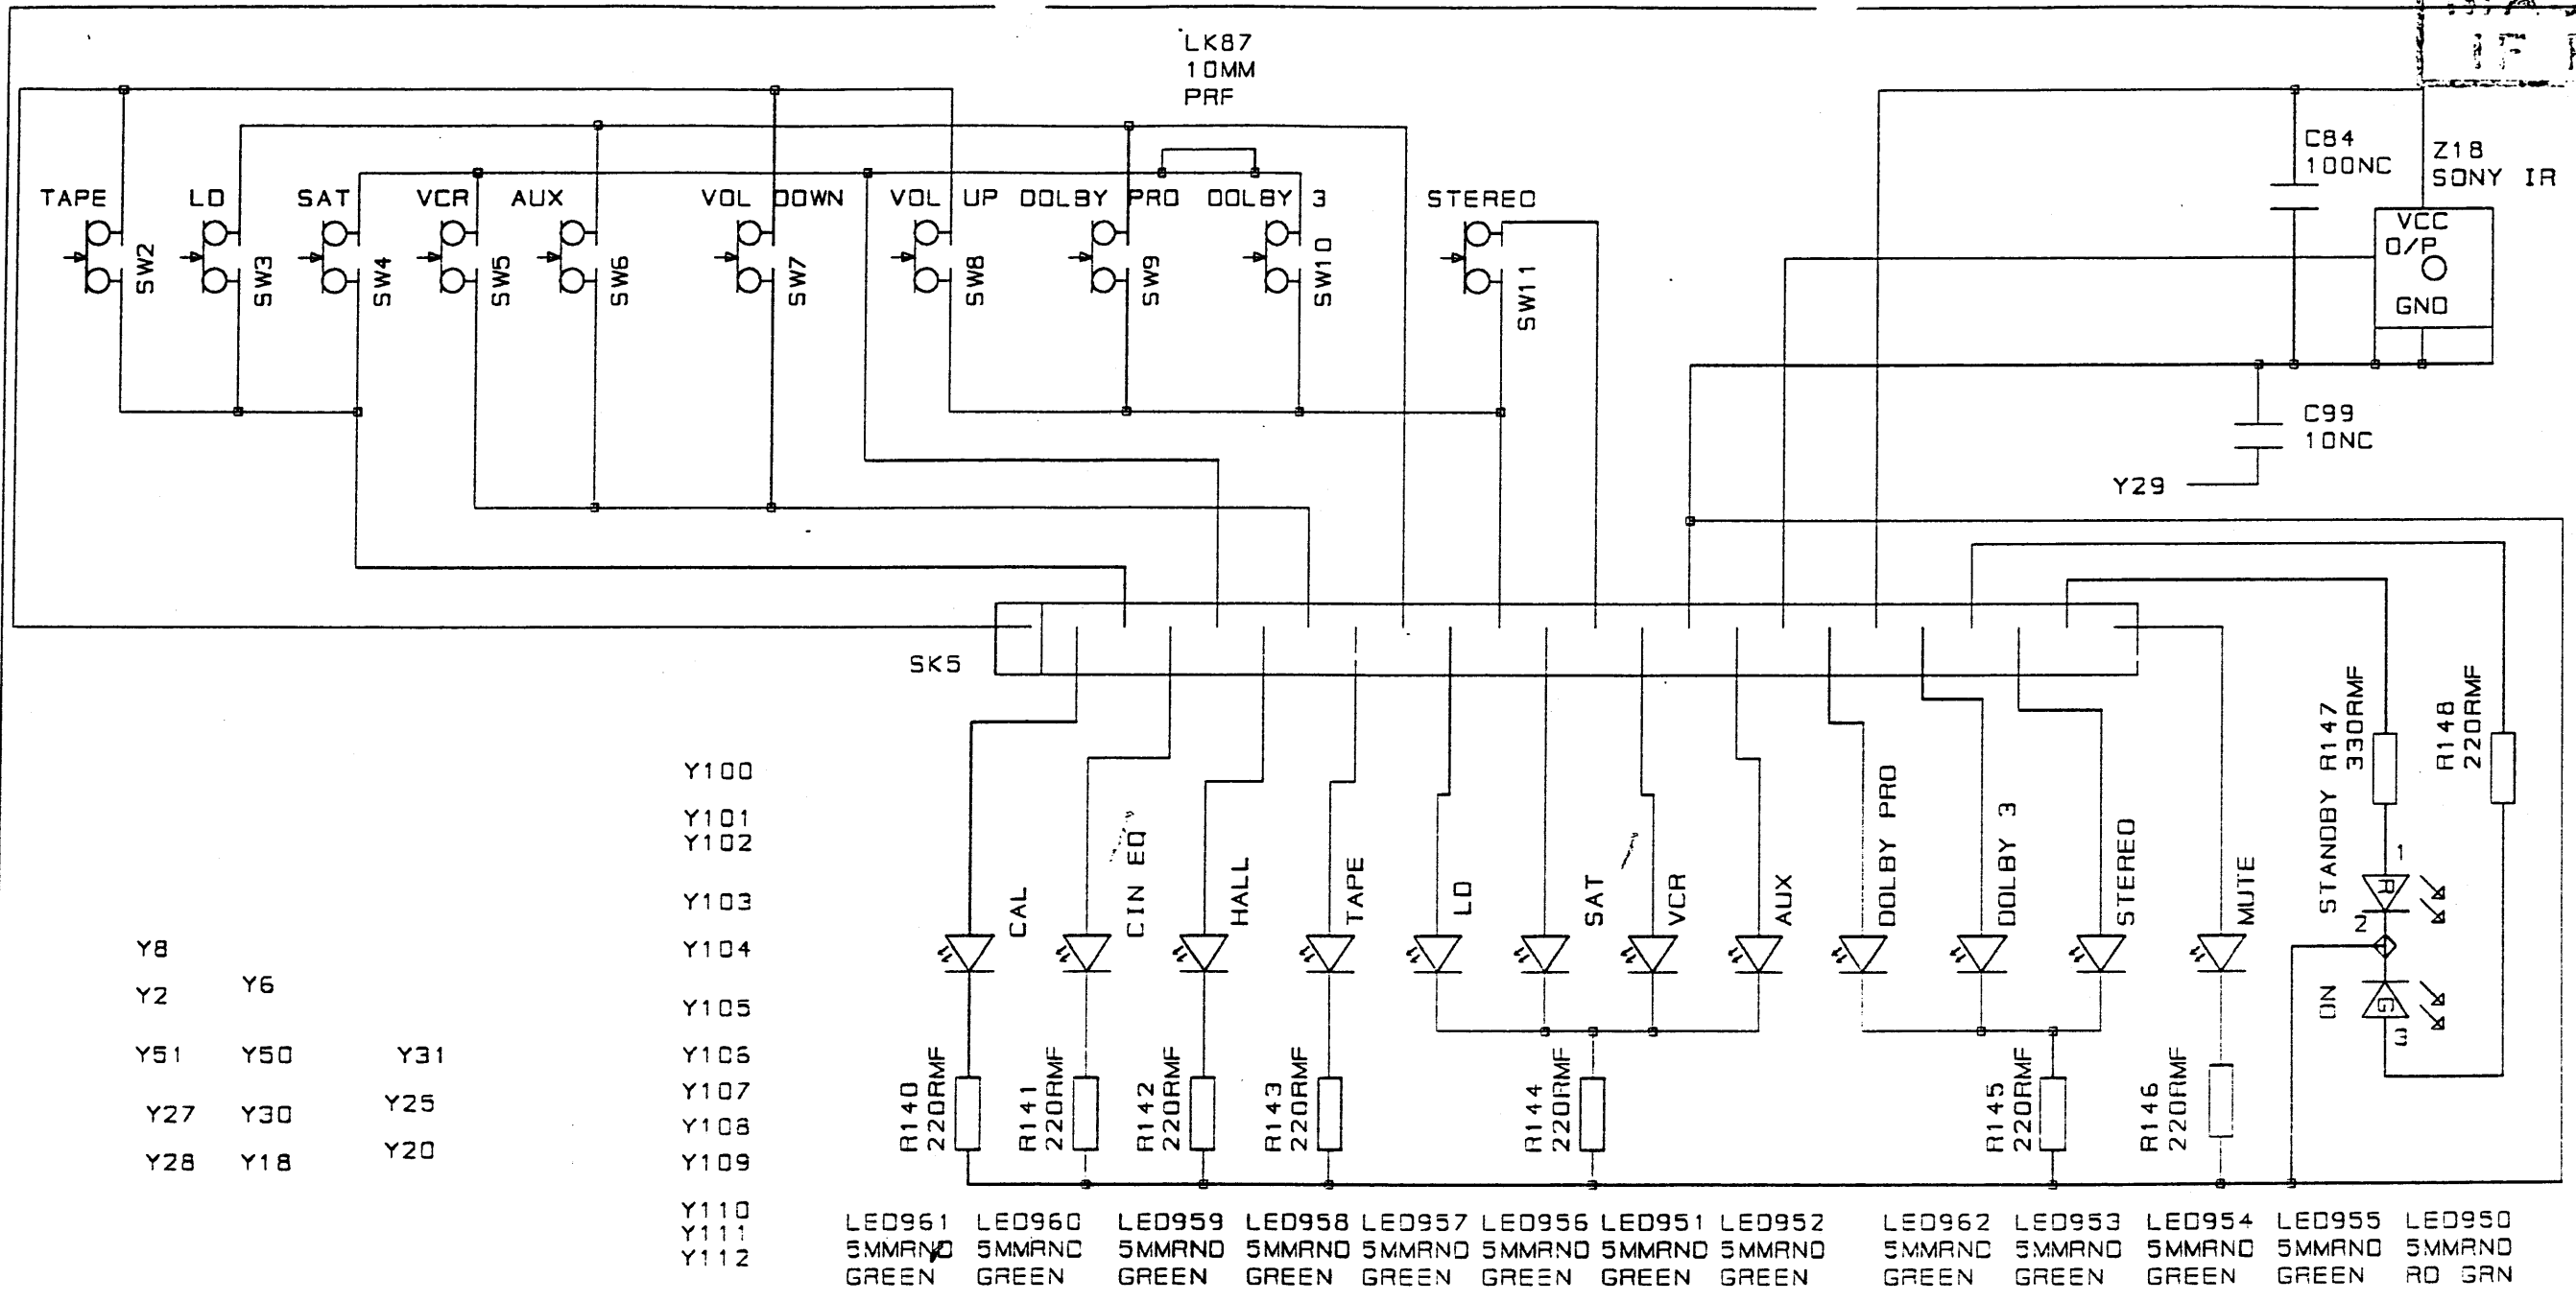 LK87
10MM
PRF
C84
100NC
Z18
SONY IR
TAPE
LD
SAT
VCR
AUX
VOL DOWN
VOL UP
DOLBY PRO
DOLBY 3
STEREO
SW2
SW3
SW4
SW5
SW6
SW7
SW8
SW9
SW10
SW11
VCC
O/P
GND
C99
10NC
Y29
SK5
STANDBY
R147
330RMF
R148
220RMF
1
R
2
ON
G
3
CAL
CIN EQ
HALL
TAPE
LD
SAT
VCR
AUX
DOLBY PRO
DOLBY 3
STEREO
MUTE
Y100
Y101
Y102
Y103
Y104
Y105
Y106
Y107
Y108
Y109
Y110
Y111
Y112
Y8
Y6
Y2
Y51
Y50
Y31
Y25
Y27
Y30
Y20
Y28
Y18
R140
220RMF
R141
220RMF
R142
220RMF
R143
220RMF
R144
220RMF
R145
220RMF
R146
220RMF
LED961
5MMRND
GREEN
LED960
5MMRND
GREEN
LED959
5MMRND
GREEN
LED958
5MMRND
GREEN
LED957
5MMRND
GREEN
LED956
5MMRND
GREEN
LED951
5MMRND
GREEN
LED952
5MMRND
GREEN
LED962
5MMRND
GREEN
LED953
5MMRND
GREEN
LED954
5MMRND
GREEN
LED955
5MMRND
GREEN
LED950
5MMRND
RD GRN